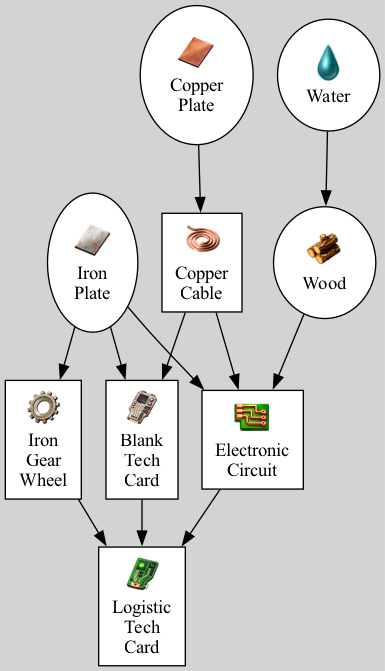 Copper
Plate
Water
Iron
Plate
Copper
Cable
Wood
Iron
Gear
Wheel
Blank
Tech
Card
Electronic
Circuit
Logistic
Tech
Card